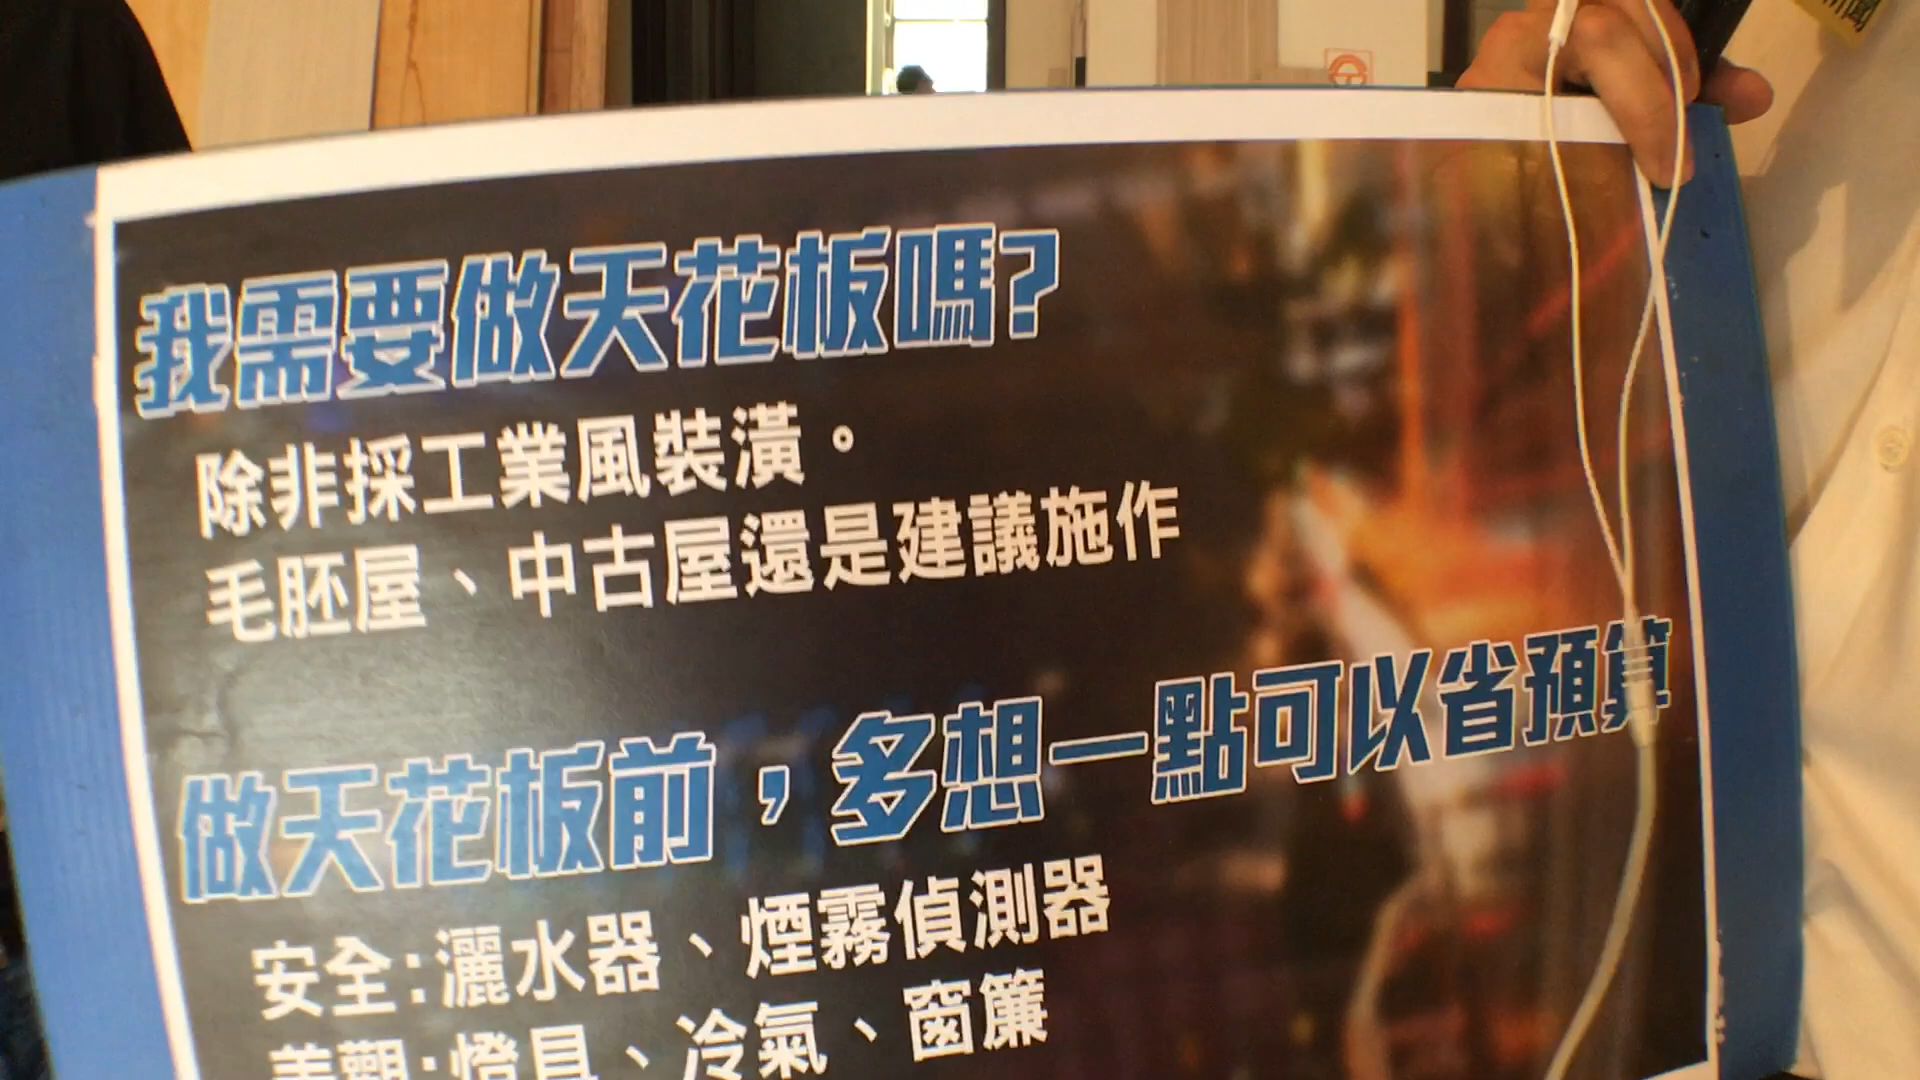 我需要做天花板嗎?
除非採工業風裝潢。
毛胚屋、中古屋還是建議施作
做天花板前，多想一點可以省預算
安全:灑水器、煙霧偵測器
美觀:燈具、冷氣、窗簾